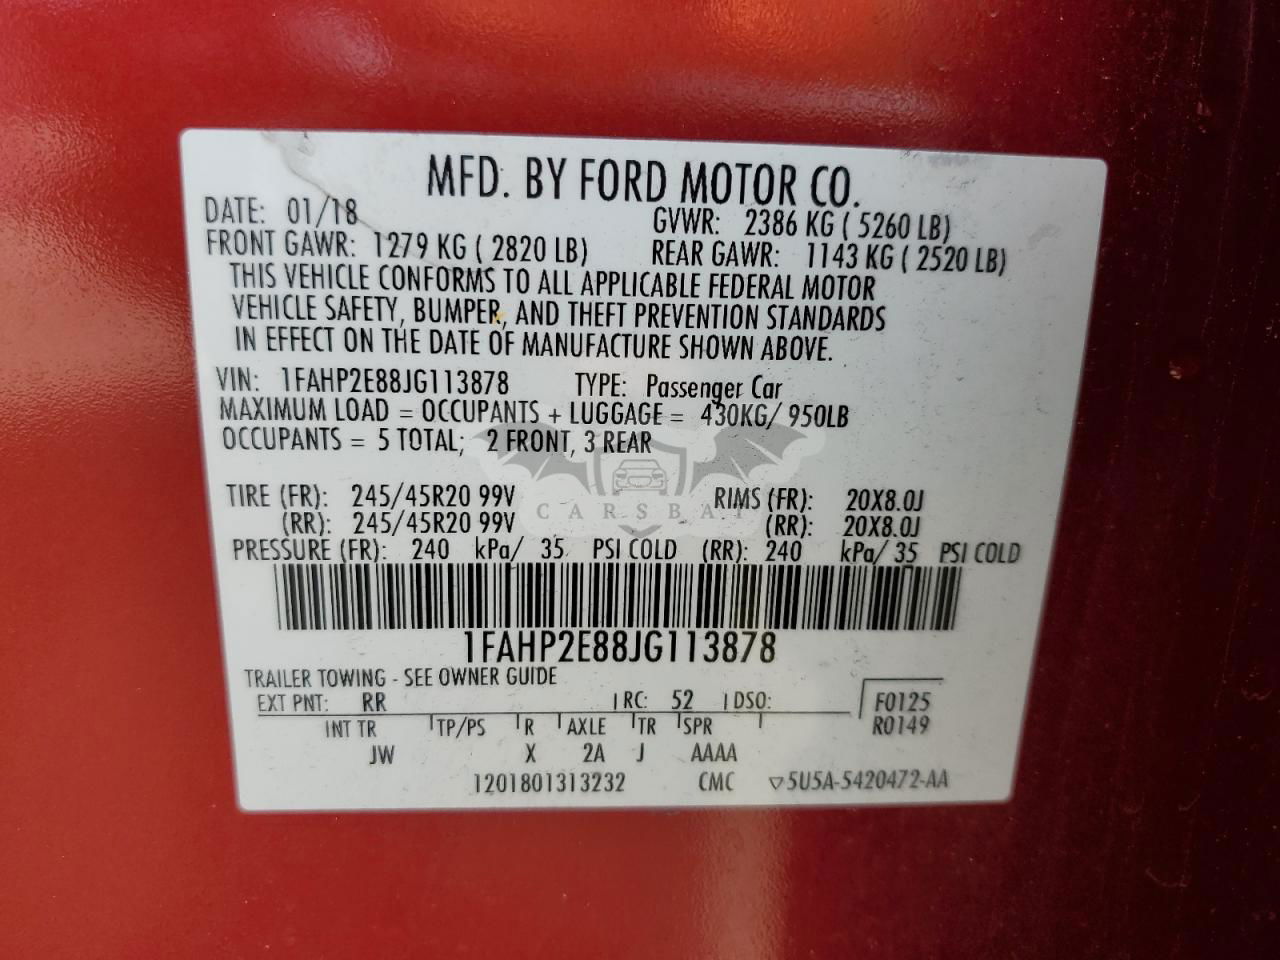 MFD. BY FORD MOTOR CO.
DATE: 01/18 GVWR: 2386 KG ( 5260 LB)
FRONT GAWR: 1279 KG ( 2820 LB) REAR GAWR: 1143 KG ( 2520 LB)
THIS VEHICLE CONFORMS TO ALL APPLICABLE FEDERAL MOTOR
VEHICLE SAFETY, BUMPER, AND THEFT PREVENTION STANDARDS
IN EFFECT ON THE DATE OF MANUFACTURE SHOWN ABOVE.
VIN: 1FAHP2E88JG113878 TYPE: Passenger Car
MAXIMUM LOAD = OCCUPANTS + LUGGAGE = 430KG/ 950LB
OCCUPANTS = 5 TOTAL; 2 FRONT, 3 REAR
TIRE (FR): 245/45R20 99V RIMS (FR): 20X8.0J
CARSBAT
(RR): 245/45R20 99V (RR): 20X8.0J
PRESSURE (FR): 240 kPa/ 35 PSI COLD (RR): 240 kPa/ 35 PSI COLD
1FAHP2E88JG113878
TRAILER TOWING - SEE OWNER GUIDE
EXT PNT: RR RC: 52 DSO: F0125
INT TR TP/PS R AXLE TR SPR R0149
JW X 2A J AAAA
1201801313232 CMC ▽5U5A-5420472-AA